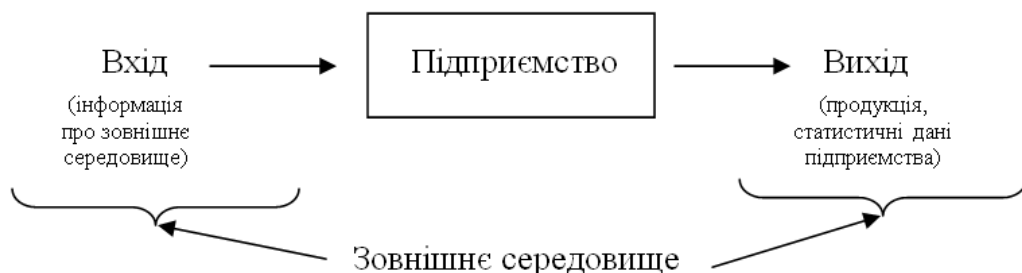 Вхід
(інформація
про зовнішнє
середовище)
Підприємство
Вихід
(продукція,
статистичні дані
підприємства)
Зовнішнє середовище